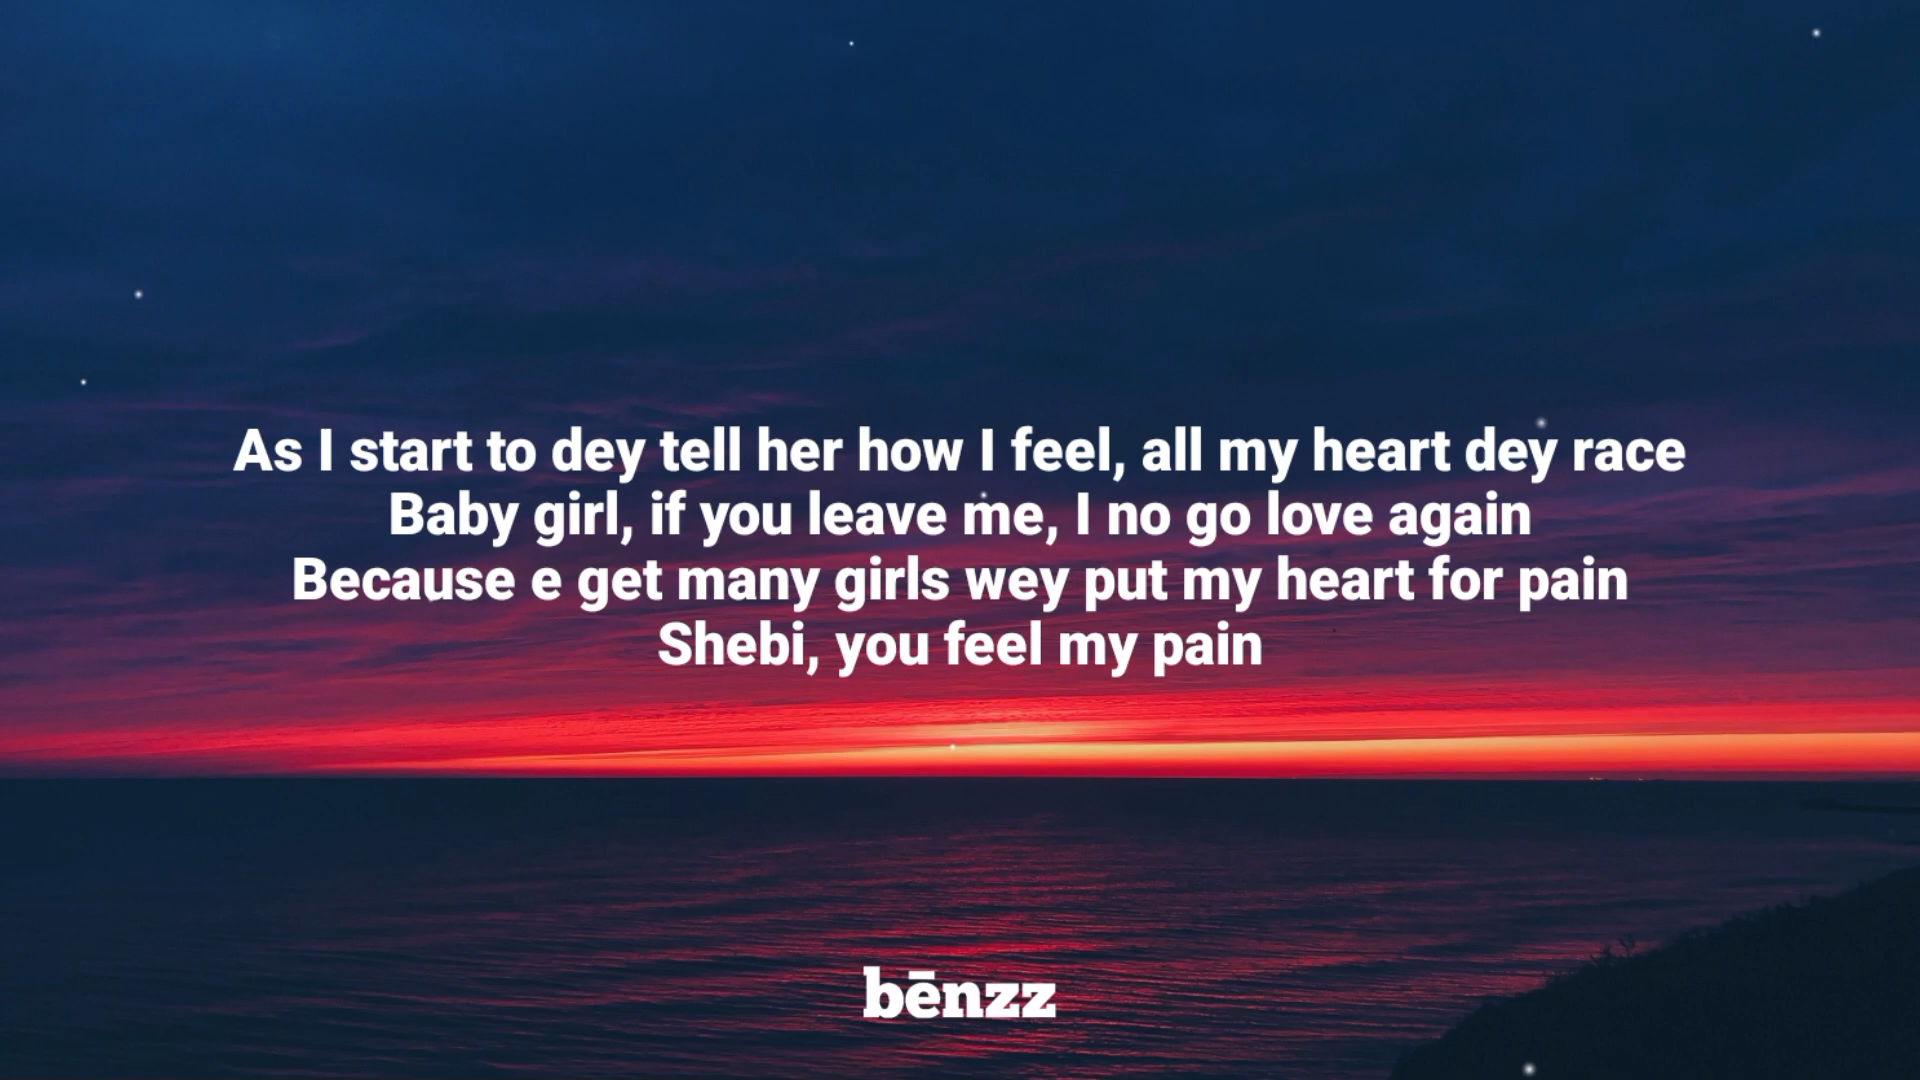 As I start to dey tell her how I feel, all my heart dey race
Baby girl, if you leave me, I no go love again
Because e get many girls wey put my heart for pain
Shebi, you feel my pain
bēnzz